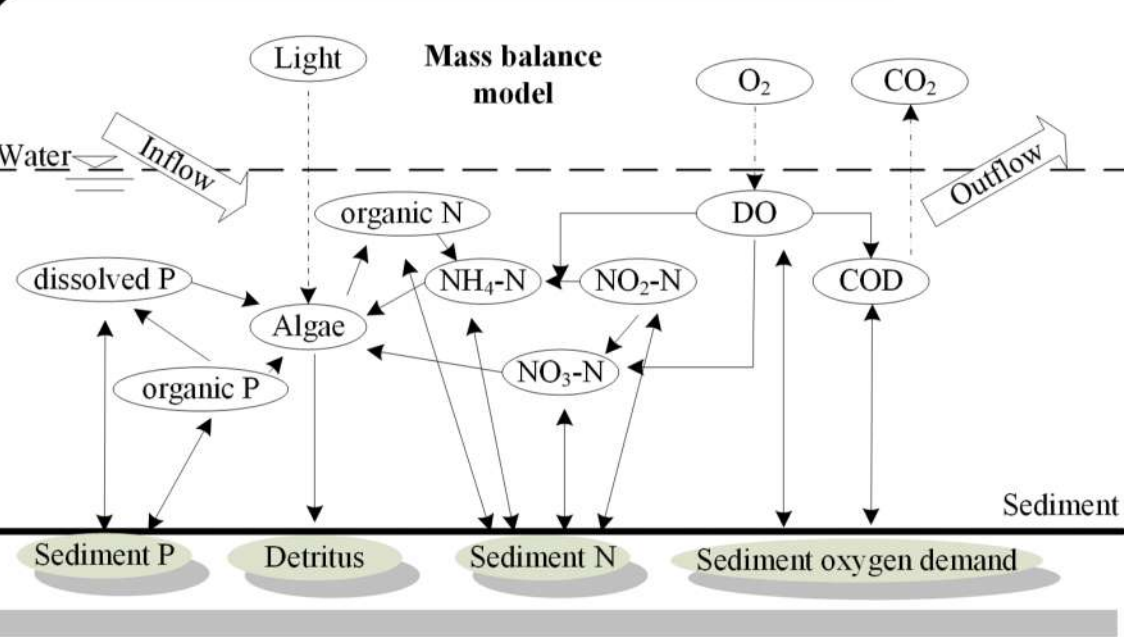 Light
Mass balance
model
O₂
CO₂
Water
Inflow
Outflow
organic N
DO
dissolved P
NH₄-N
NO₂-N
COD
Algae
organic P
NO₃-N
Sediment
Sediment P
Detritus
Sediment N
Sediment oxygen demand